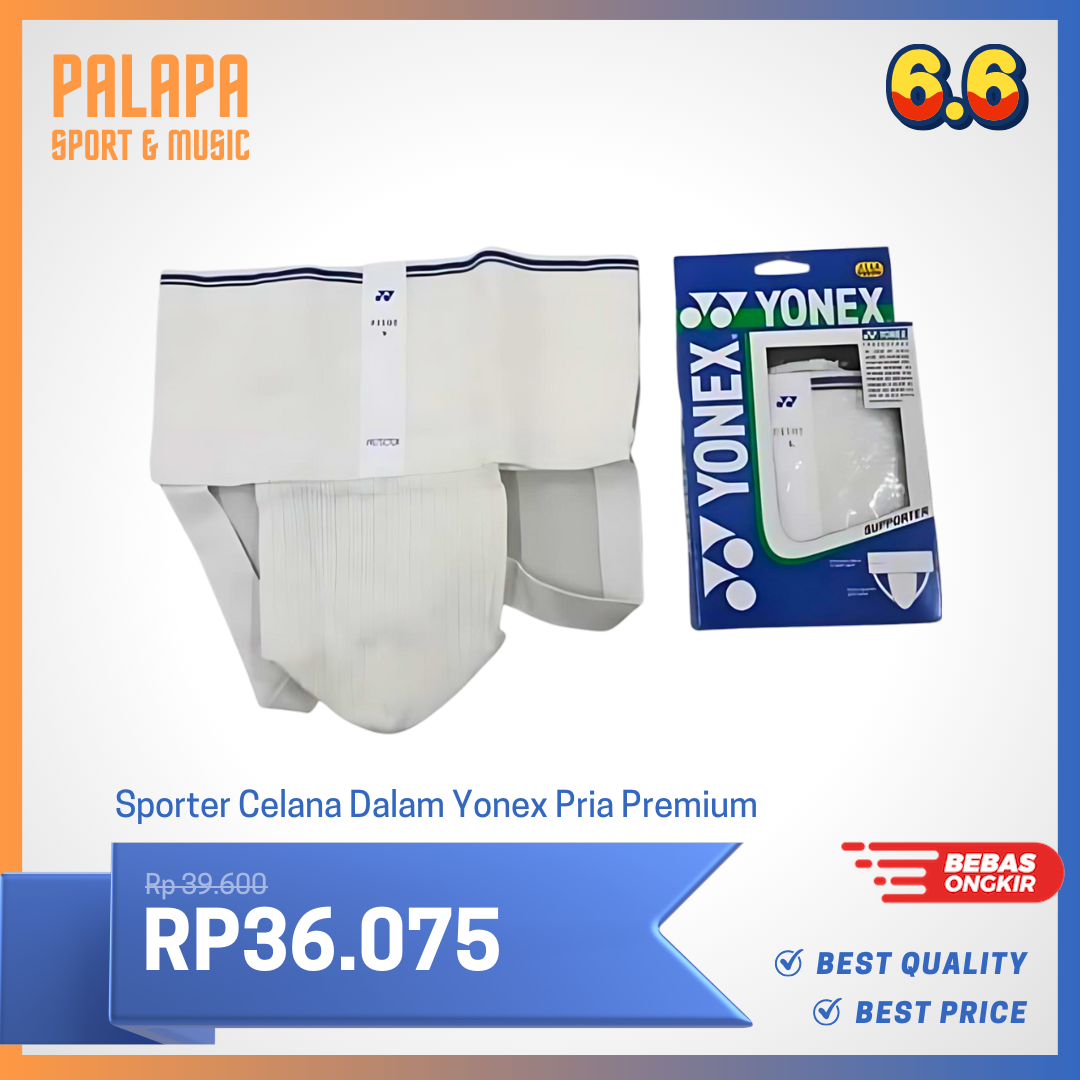 PALAPA
SPORT & MUSIC
6.6
YONEX
YONEX
L
SUPPORTER
Sporter Celana Dalam Yonex Pria Premium
Rp 39.600
RP36.075
BEBAS
ONGKIR
BEST QUALITY
BEST PRICE